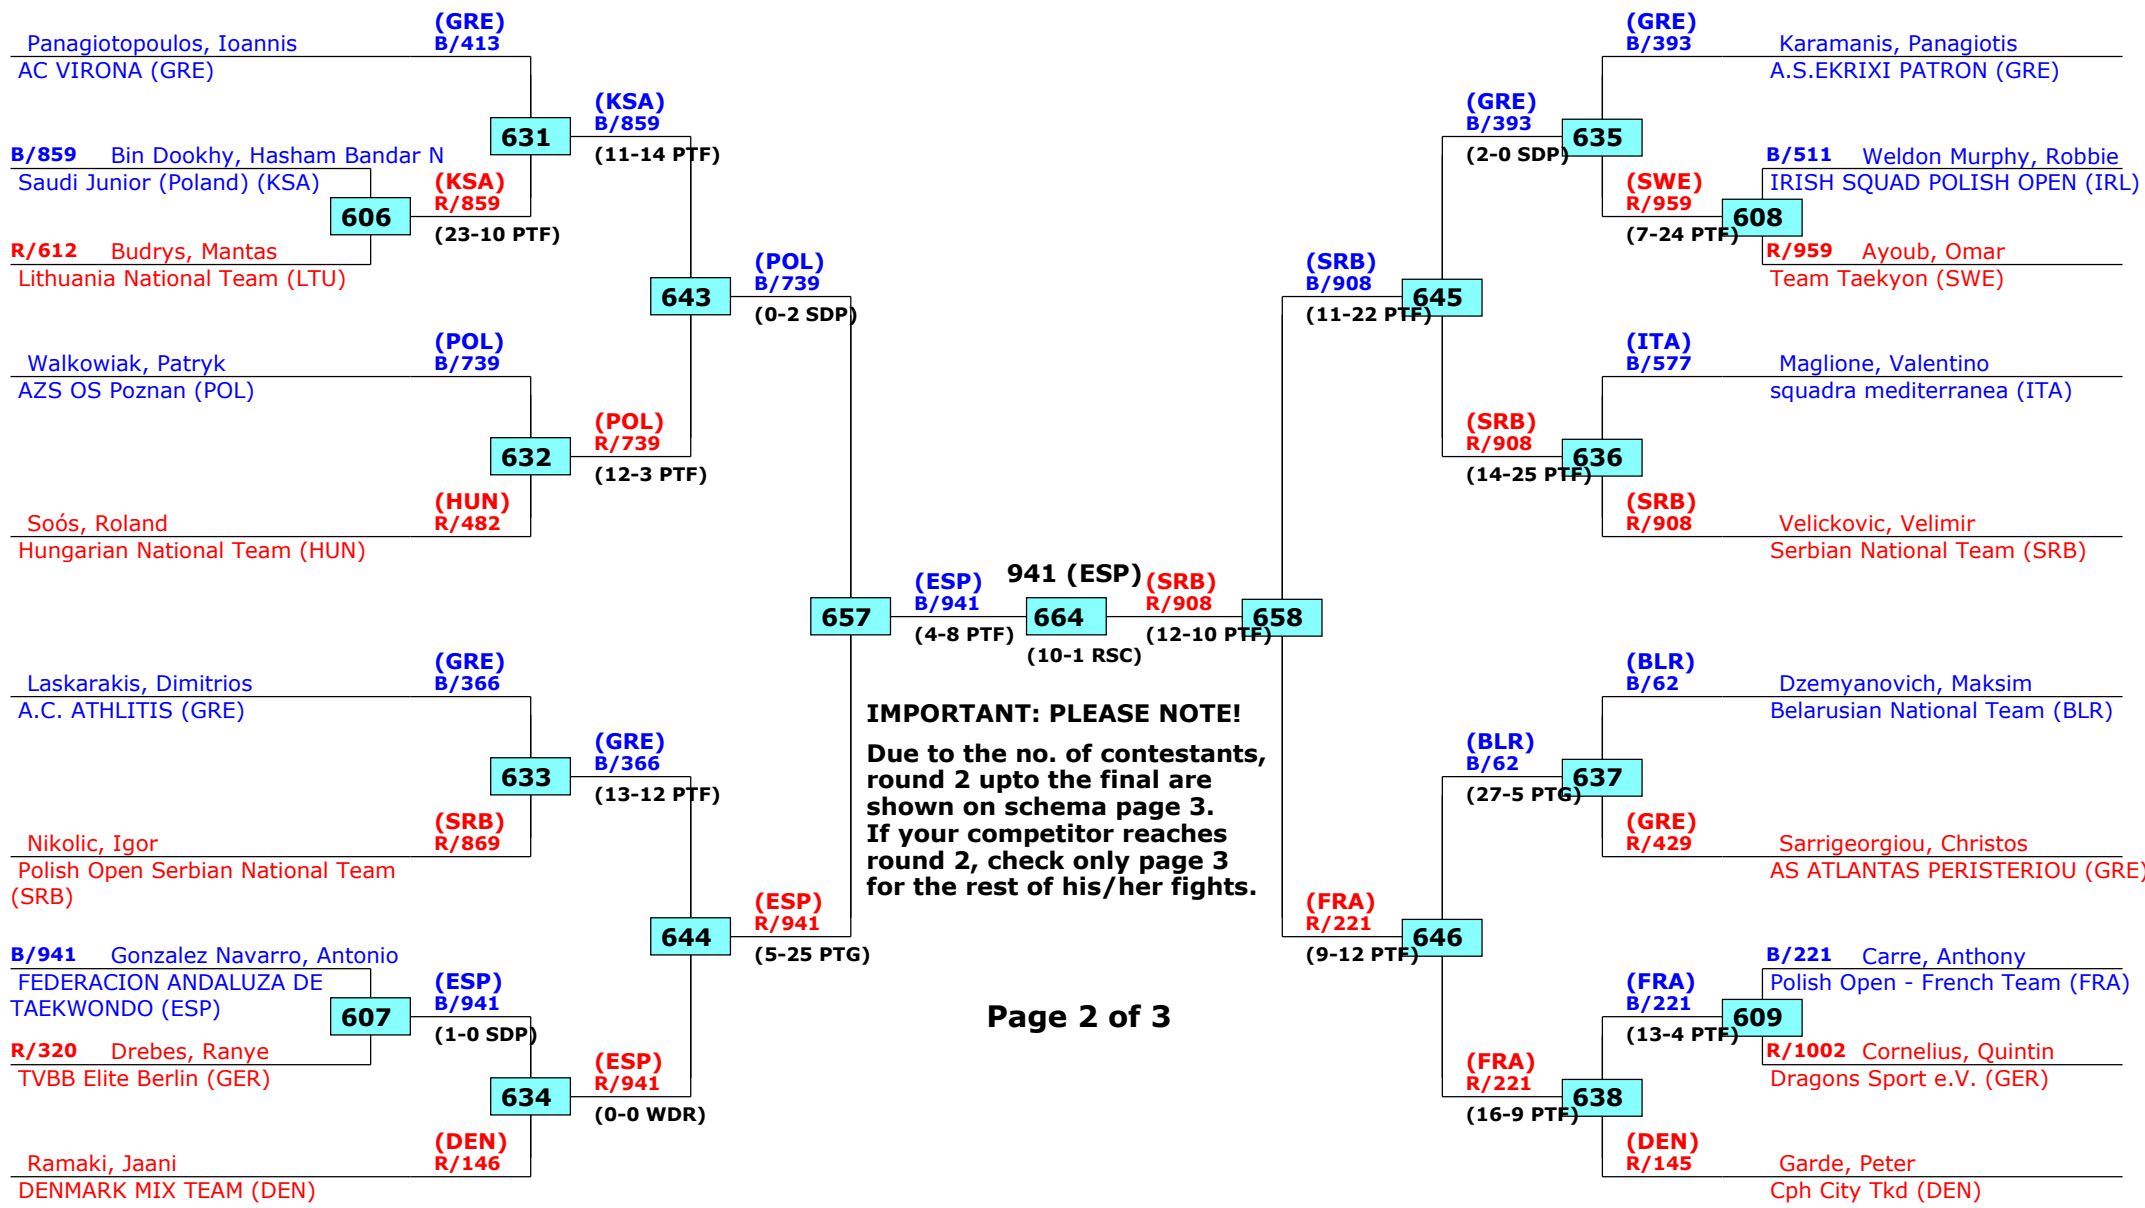 (GRE)
Panagiotopoulos, Ioannis B/413
AC VIRONA (GRE)
(KSA)
B/859
631
(11-14 PTF)
B/859 Bin Dookhy, Hasham Bandar N
Saudi Junior (Poland) (KSA)
(KSA)
R/859
606
(23-10 PTF)
R/612 Budrys, Mantas
Lithuania National Team (LTU)
(POL)
B/739
643
(0-2 SDP)
(POL)
Walkowiak, Patryk B/739
AZS OS Poznan (POL)
(POL)
R/739
632
(12-3 PTF)
(HUN)
Soós, Roland R/482
Hungarian National Team (HUN)
657
(ESP)
B/941
(4-8 PTF)
941 (ESP)
664
(10-1 RSC)
(SRB)
R/908
658
(12-10 PTF)
(GRE)
Laskarakis, Dimitrios B/366
A.C. ATHLITIS (GRE)
(GRE)
B/366
633
(13-12 PTF)
(SRB)
Nikolic, Igor R/869
Polish Open Serbian National Team
(SRB)
(ESP)
R/941
644
(5-25 PTG)
B/941 Gonzalez Navarro, Antonio
FEDERACION ANDALUZA DE
TAEKWONDO (ESP)
(ESP)
B/941
607
(1-0 SDP)
R/320 Drebes, Ranye
TVBB Elite Berlin (GER)
(ESP)
R/941
634
(0-0 WDR)
(DEN)
Ramaki, Jaani R/146
DENMARK MIX TEAM (DEN)
IMPORTANT: PLEASE NOTE!
Due to the no. of contestants,
round 2 upto the final are
shown on schema page 3.
If your competitor reaches
round 2, check only page 3
for the rest of his/her fights.
Page 2 of 3
(GRE)
B/393 Karamanis, Panagiotis
A.S.EKRIXI PATRON (GRE)
(GRE)
B/393
635
(2-0 SDP)
B/511 Weldon Murphy, Robbie
IRISH SQUAD POLISH OPEN (IRL)
(SWE)
R/959
608
(7-24 PTF)
R/959 Ayoub, Omar
Team Taekyon (SWE)
(SRB)
B/908
645
(11-22 PTF)
(ITA)
B/577 Maglione, Valentino
squadra mediterranea (ITA)
(SRB)
R/908
636
(14-25 PTF)
(SRB)
R/908 Velickovic, Velimir
Serbian National Team (SRB)
(BLR)
B/62 Dzemyanovich, Maksim
Belarusian National Team (BLR)
(BLR)
B/62
637
(27-5 PTG)
(GRE)
R/429 Sarrigeorgiou, Christos
AS ATLANTAS PERISTERIOU (GRE)
(FRA)
R/221
646
(9-12 PTF)
B/221 Carre, Anthony
Polish Open - French Team (FRA)
(FRA)
B/221
609
(13-4 PTF)
R/1002 Cornelius, Quintin
Dragons Sport e.V. (GER)
(FRA)
R/221
638
(16-9 PTF)
(DEN)
R/145 Garde, Peter
Cph City Tkd (DEN)